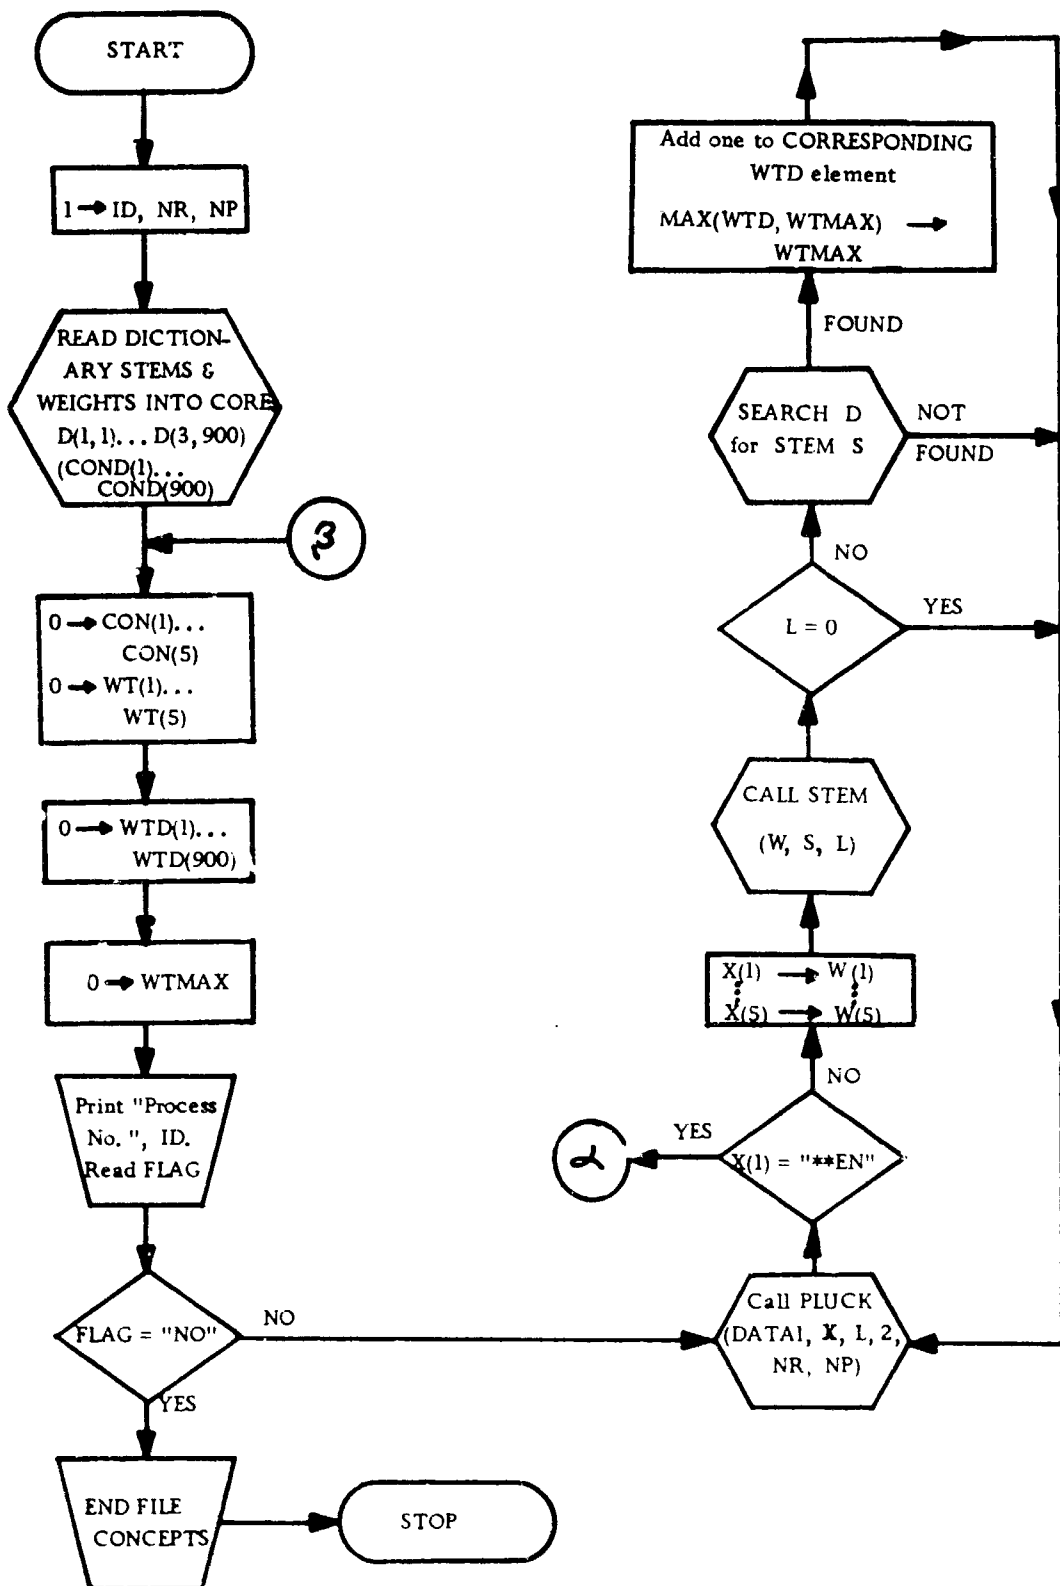 START
1 → ID, NR, NP
READ DICTION-
ARY STEMS &
WEIGHTS INTO CORE
D(1,1)... D(3,900)
(COND(1)...
COND(900)
β
0 → CON(1)...
CON(5)
0 → WT(1)...
WT(5)
0 → WTD(1)...
WTD(900)
0 → WTMAX
Print "Process
No. ", ID.
Read FLAG
FLAG = "NO"
NO
YES
END FILE
CONCEPTS
STOP
Add one to CORRESPONDING
WTD element
MAX(WTD, WTMAX) →
WTMAX
FOUND
SEARCH D
for STEM S
NOT
FOUND
NO
L = 0
YES
CALL STEM
(W, S, L)
X(1) → W(1)
X(5) → W(5)
NO
YES
α
X(1) = "**EN"
Call PLUCK
(DATA1, X, L, 2,
NR, NP)